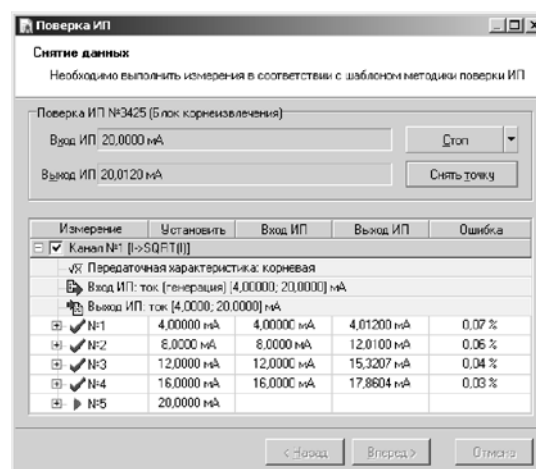 Поверка ИП
Снятие данных
Необходимо выполнить измерения в соответствии с шаблоном методики поверки ИП
Поверка ИП №3425 (Блок корнеизвлечения)
Вход ИП 20,0000 мА
Стоп
Выход ИП 20,0120 мА
Снять точку
Измерение Установить Вход ИП Выход ИП Ошибка
Канал №1 [I->SQRT(I)]
√X Передаточная характеристика: корневая
Вход ИП: ток (генерация) [4,00000; 20,0000] мА
Выход ИП: ток [4,0000; 20,0000] мА
№1 4,00000 мА 4,00000 мА 4,01200 мА 0,07 %
№2 8,0000 мА 8,0000 мА 12,0100 мА 0,06 %
№3 12,0000 мА 12,0000 мА 15,3207 мА 0,04 %
№4 16,0000 мА 16,0000 мА 17,8604 мА 0,03 %
№5 20,0000 мА
< Назад Вперед > Отмена